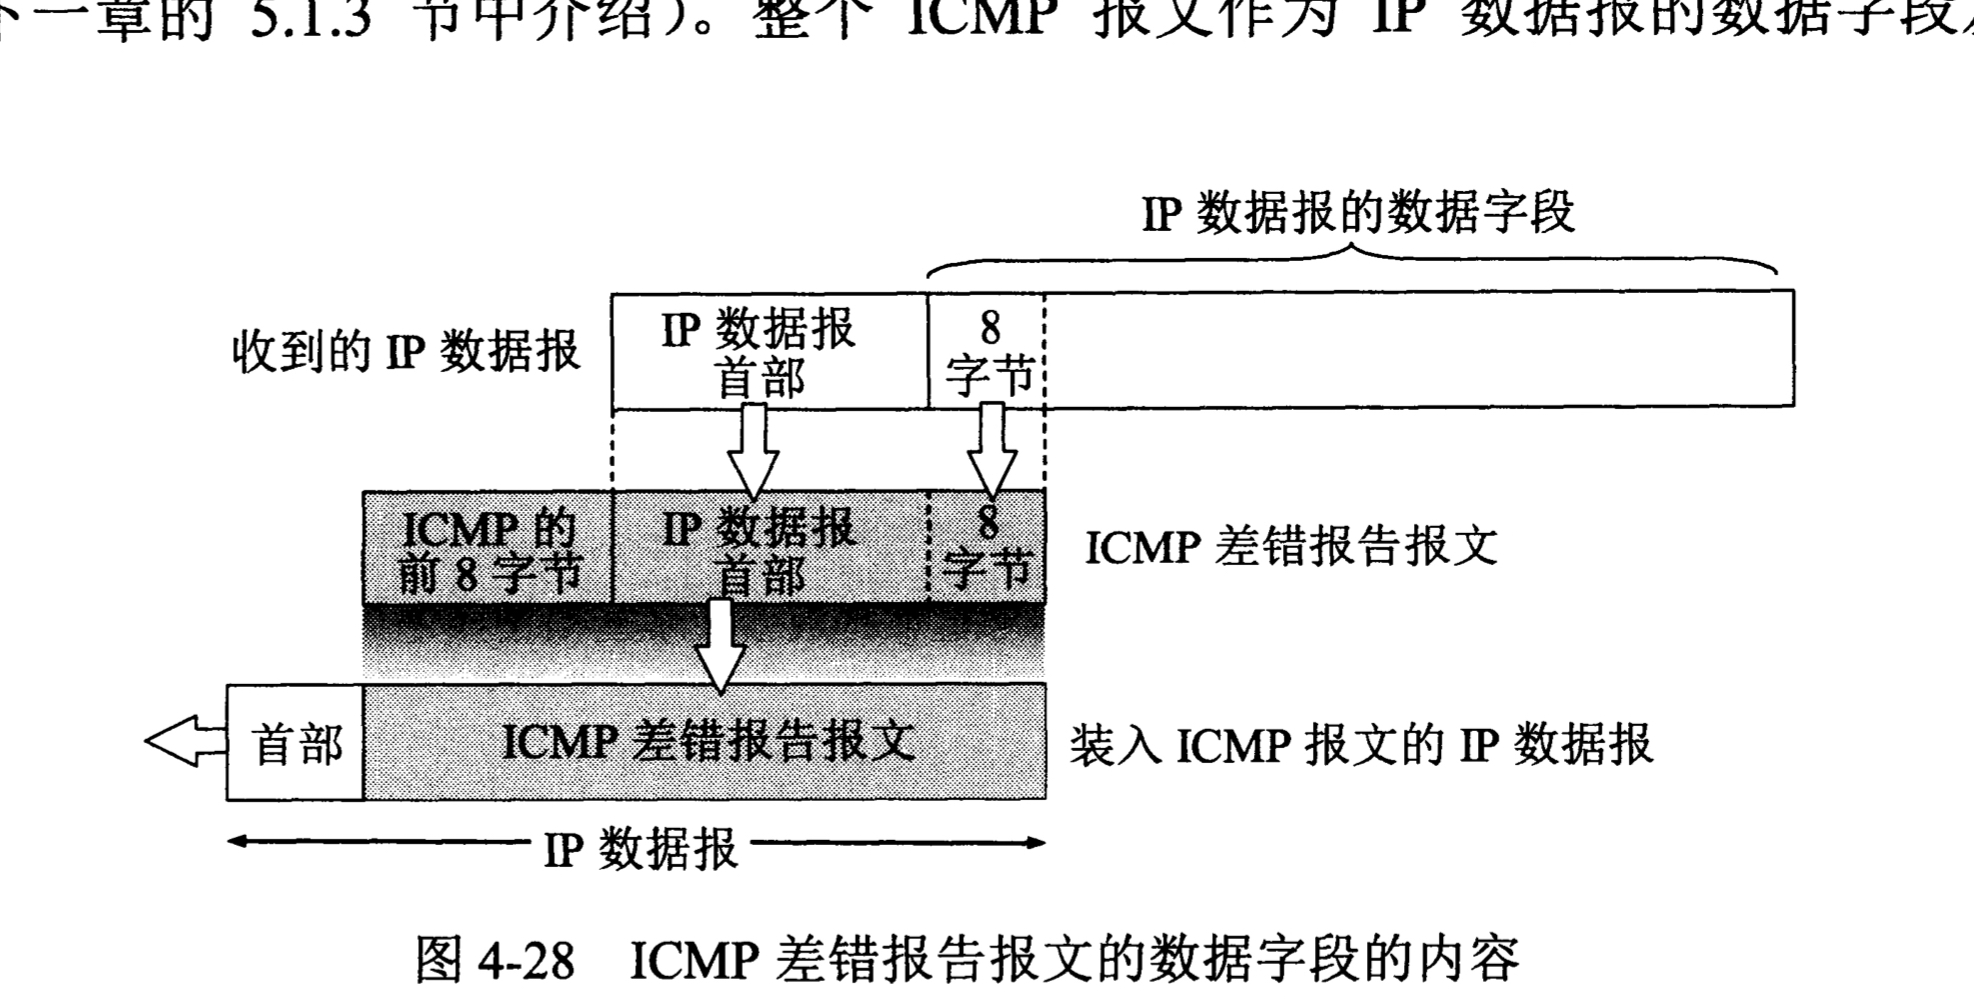 下一章的 5.1.3 节中介绍）。整个 ICMP 报文作为 IP 数据报的数据字段
IP 数据报的数据字段
收到的 IP 数据报
IP 数据报
首部
8
字节
ICMP 的
前 8 字节
IP 数据报
首部
8
字节
ICMP 差错报告报文
首部
ICMP 差错报告报文
装入 ICMP 报文的 IP 数据报
IP 数据报
图 4-28 ICMP 差错报告报文的数据字段的内容